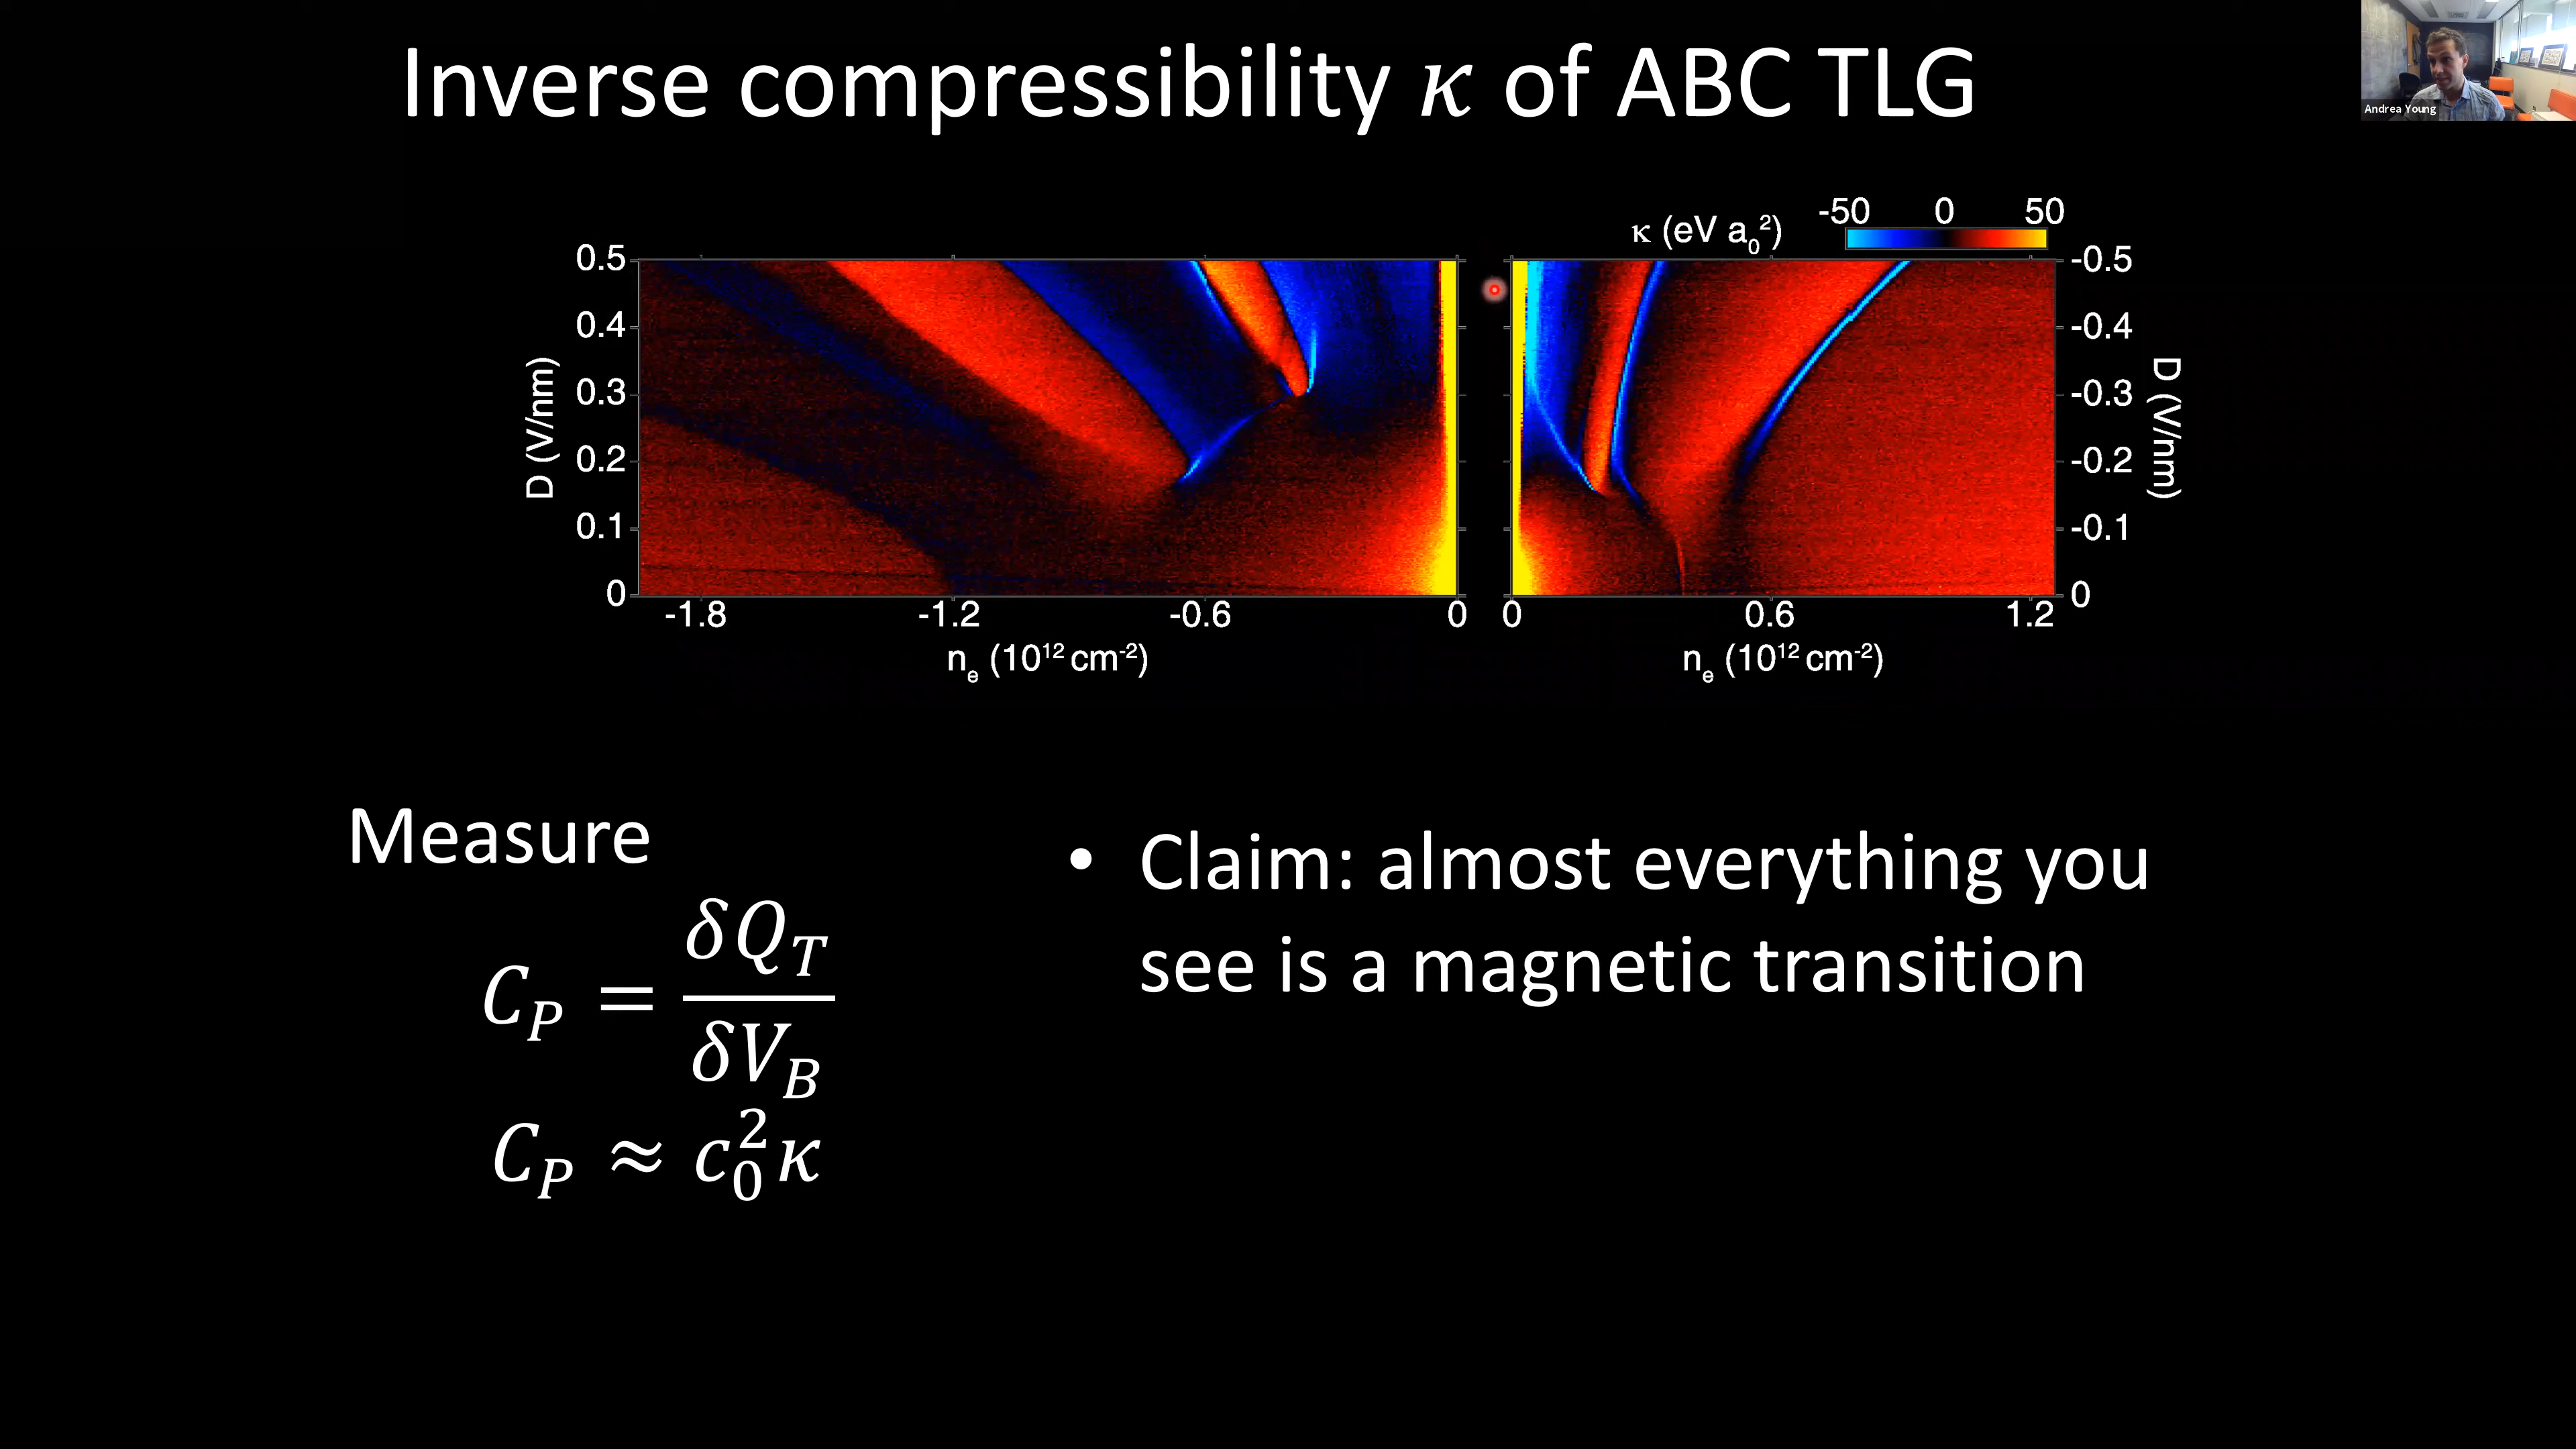 Inverse compressibility κ of ABC TLG
Andrea Young
κ (eV a₀²)
-50 0 50
D (V/nm)
0.5
0.4
0.3
0.2
0.1
0
-1.8 -1.2 -0.6 0
nₑ (10¹² cm⁻²)
-0.5
-0.4
-0.3
-0.2
-0.1
0
D (V/nm)
0 0.6 1.2
nₑ (10¹² cm⁻²)
Measure
C_P = δQ_T / δV_B
C_P ≈ c₀²κ
• Claim: almost everything you
see is a magnetic transition